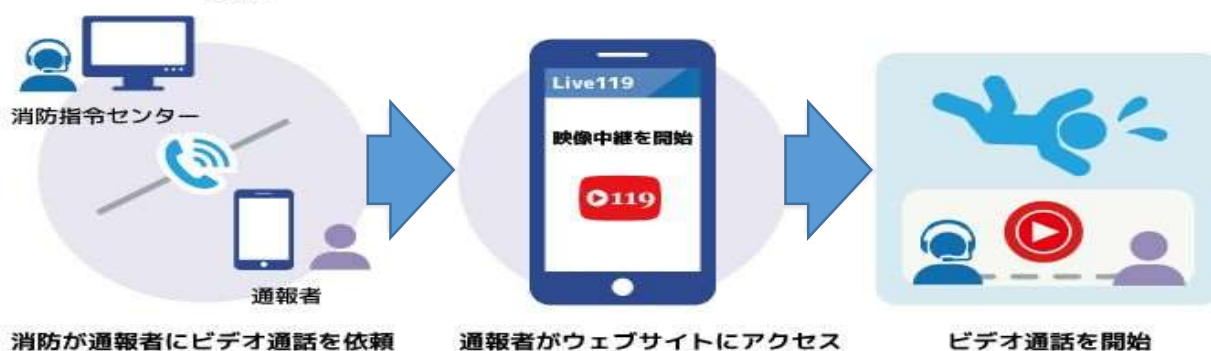 消防指令センター
通報者
消防が通報者にビデオ通話を依頼
Live119
映像中継を開始
119
通報者がウェブサイトにアクセス
ビデオ通話を開始